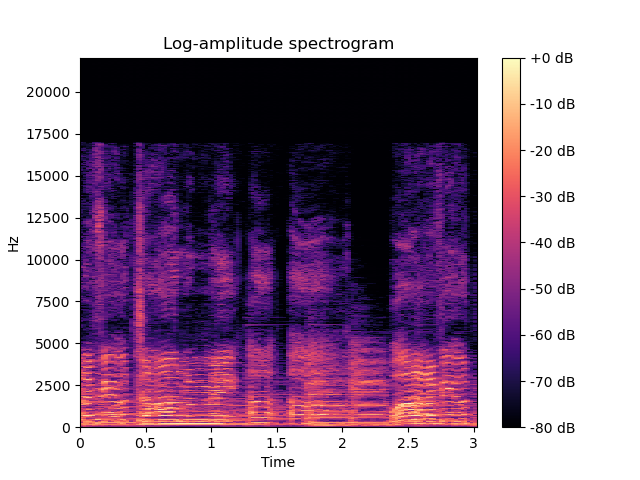 Log-amplitude spectrogram
+0 dB
20000
-10 dB
17500
-20 dB
15000
-30 dB
12500
-40 dB
Hz
10000
-50 dB
7500
-60 dB
5000
-70 dB
2500
0
-80 dB
0 0.5 1 1.5 2 2.5 3
Time